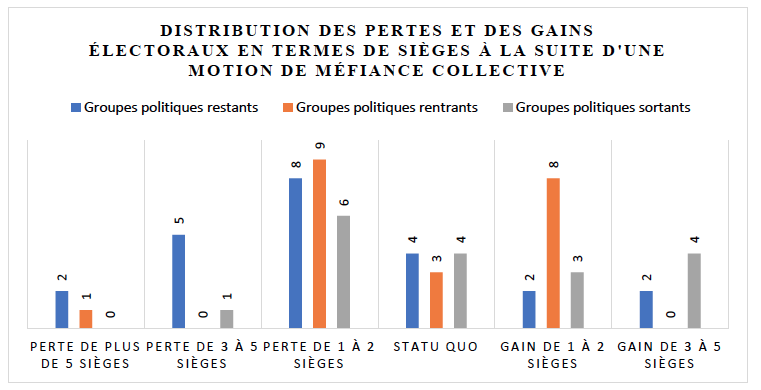 DISTRIBUTION DES PERTES ET DES GAINS
ÉLECTORAUX EN TERMES DE SIÈGES À LA SUITE D'UNE
MOTION DE MÉFIANCE COLLECTIVE
Groupes politiques restants Groupes politiques rentrants Groupes politiques sortants
2 1 0
5 0 1
8 9 6
4 3 4
2 8 3
2 0 4
PERTE DE PLUS DE 5 SIÈGES
PERTE DE 3 À 5 SIÈGES
PERTE DE 1 À 2 SIÈGES
STATU QUO
GAIN DE 1 À 2 SIÈGES
GAIN DE 3 À 5 SIÈGES